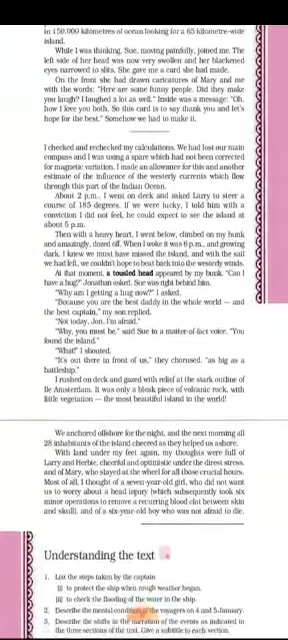 in 150,000 kilometres of ocean looking for a 65 kilometre-wide
island.
While I was thinking, Sue, moving painfully, joined me. The
left side of her head was now very swollen and her blackened
eyes narrowed to slits. She gave me a card she had made.
On the front she had drawn caricatures of Mary and me
with the words: "Here are some funny people. Did they make
you laugh? I laughed a lot as well." Inside was a message: "Oh,
how I love you both. So this card is to say thank you and let's
hope for the best." Somehow we had to make it.
I checked and rechecked my calculations. We had lost our main
compass and I was using a spare which had not been corrected
for magnetic variation. I made an allowance for this and another
estimate of the influence of the westerly currents which flow
through this part of the Indian Ocean.
About 2 p.m., I went on deck and asked Larry to steer a
course of 185 degrees. If we were lucky, I told him with a
conviction I did not feel, he could expect to see the island at
about 5 p.m.
Then with a heavy heart, I went below, climbed on my bunk
and amazingly, dozed off. When I woke it was 6 p.m., and growing
dark. I knew we must have missed the island, and with the sail
we had left, we couldn't hope to beat back into the westerly winds.
At that moment, a tousled head appeared by my bunk. "Can I
have a hug?" Jonathan asked. Sue was right behind him.
"Why am I getting a hug now?" I asked.
"Because you are the best daddy in the whole world — and
the best captain," my son replied.
"Not today, Jon, I'm afraid."
"Why, you must be," said Sue in a matter-of-fact voice. "You
found the island."
"What!" I shouted.
"It's out there in front of us," they chorused, "as big as a
battleship."
I rushed on deck and gazed with relief at the stark outline of
Ile Amsterdam. It was only a bleak piece of volcanic rock, with
little vegetation — the most beautiful island in the world!
We anchored offshore for the night, and the next morning all
28 inhabitants of the island cheered as they helped us ashore.
With land under my feet again, my thoughts were full of
Larry and Herbie, cheerful and optimistic under the direst stress,
and of Mary, who stayed at the wheel for all those crucial hours.
Most of all, I thought of a seven-year-old girl, who did not want
us to worry about a head injury (which subsequently took six
minor operations to remove a recurring blood clot between skin
and skull), and of a six-year-old boy who was not afraid to die.
Understanding the text
1. List the steps taken by the captain
(i) to protect the ship when rough weather began.
(ii) to check the flooding of the water in the ship.
2. Describe the mental condition of the voyagers on 4 and 5 January.
3. Describe the shifts in the narration of the events as indicated in
the three sections of the text. Give a subtitle to each section.